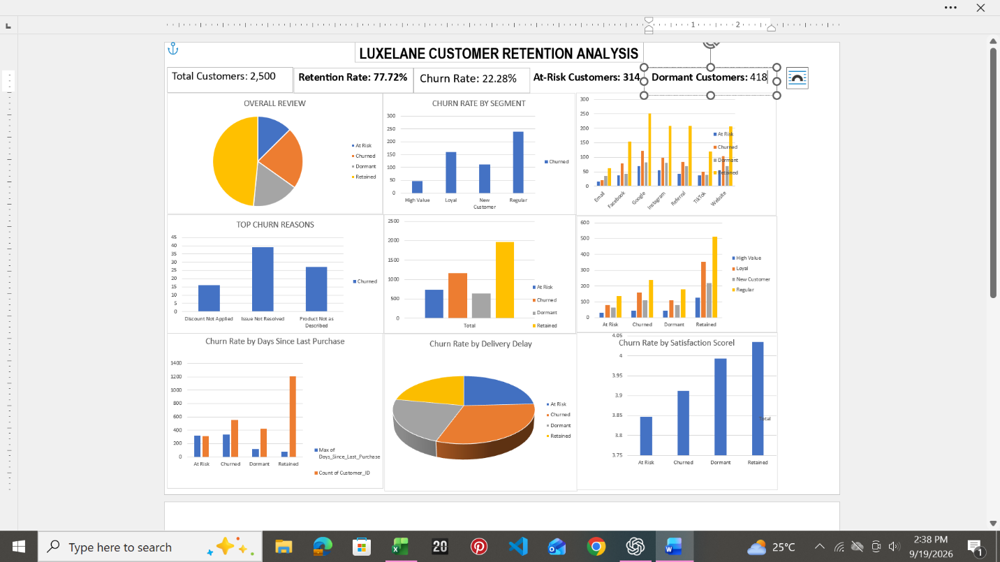 1 2
LUXELANE CUSTOMER RETENTION ANALYSIS
Total Customers: 2,500
Retention Rate: 77.72%
Churn Rate: 22.28%
At-Risk Customers: 314
Dormant Customers: 418
OVERALL REVIEW
At Risk
Churned
Dormant
Retained
CHURN RATE BY SEGMENT
300
250
200
150
100
50
0
High Value
Loyal
New
Customer
Regular
Churned
300
250
200
150
100
50
0
Email
Facebook
Google
Instagram
Referral
TikTok
Website
At Risk
Churned
Dormant
Retained
TOP CHURN REASONS
45
40
35
30
25
20
15
10
5
0
Discount Not Applied
Issue Not Resolved
Product Not as
Described
Churned
2500
2000
1500
1000
500
0
Total
At Risk
Churned
Dormant
Retained
600
500
400
300
200
100
0
At Risk
Churned
Dormant
Retained
High Value
Loyal
New Customer
Regular
Churn Rate by Days Since Last Purchase
1400
1200
1000
800
600
400
200
0
At Risk
Churned
Dormant
Retained
Max of
Days_Since_Last_Purchase
Count of Customer_ID
Churn Rate by Delivery Delay
At Risk
Churned
Dormant
Retained
Churn Rate by Satisfaction Scorel
4.05
4
3.95
3.9
3.85
3.8
3.75
At Risk
Churned
Dormant
Retained
Total
Type here to search
20
25°C
2:38 PM
9/19/2026
1